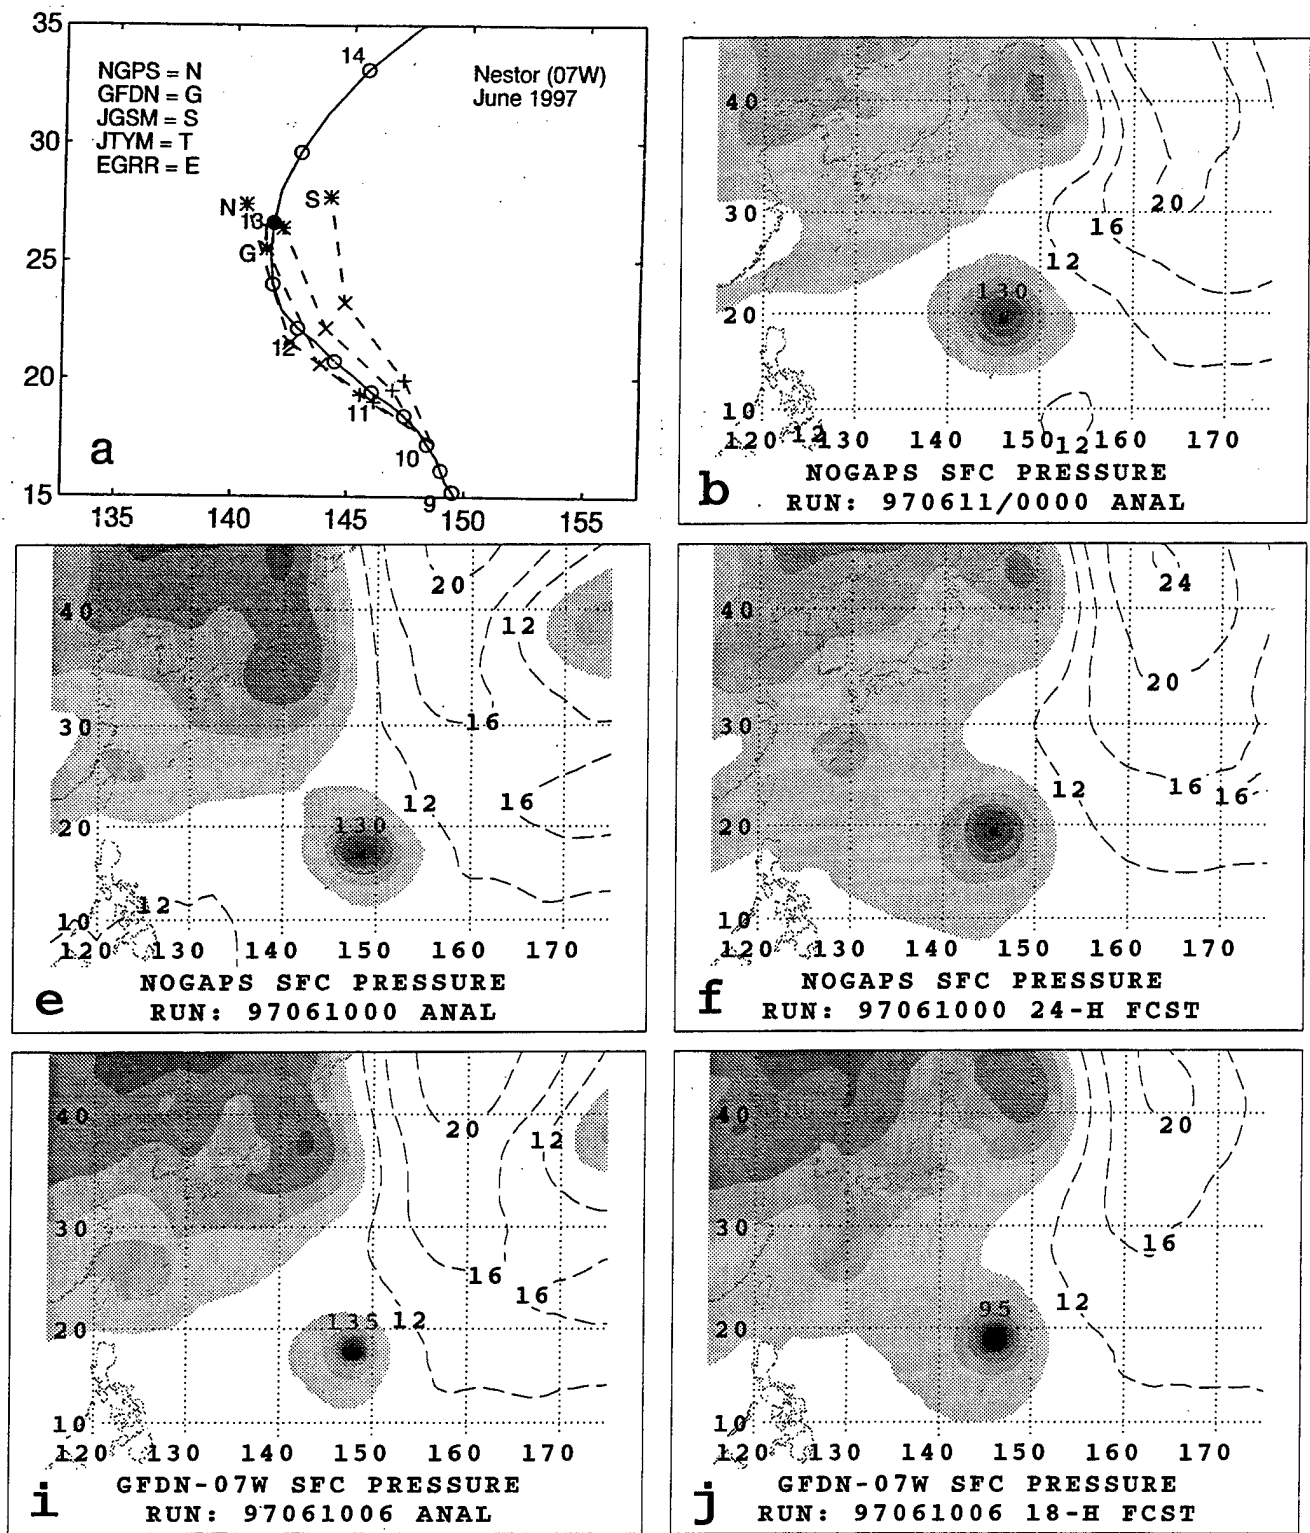 35
30
25
20
15
135 140 145 150 155
NGPS = N
GFDN = G
JGSM = S
JTYM = T
EGRR = E
Nestor (07W)
June 1997
14
N
S
13
G
12
11
10
9
a
40
30
20
10
120 12 130 140 150 12 160 170
20
16
12
130
NOGAPS SFC PRESSURE
RUN: 970611/0000 ANAL
b
40
30
20
10
120 130 140 150 160 170
20
12
16
12
16
130
12
NOGAPS SFC PRESSURE
RUN: 97061000 ANAL
e
40
30
20
10
120 130 140 150 160 170
24
20
12
16
16
NOGAPS SFC PRESSURE
RUN: 97061000 24-H FCST
f
40
30
20
10
120 130 140 150 160 170
20
12
16
16
135
12
GFDN-07W SFC PRESSURE
RUN: 97061006 ANAL
i
40
30
20
10
120 130 140 150 160 170
20
16
12
95
GFDN-07W SFC PRESSURE
RUN: 97061006 18-H FCST
j